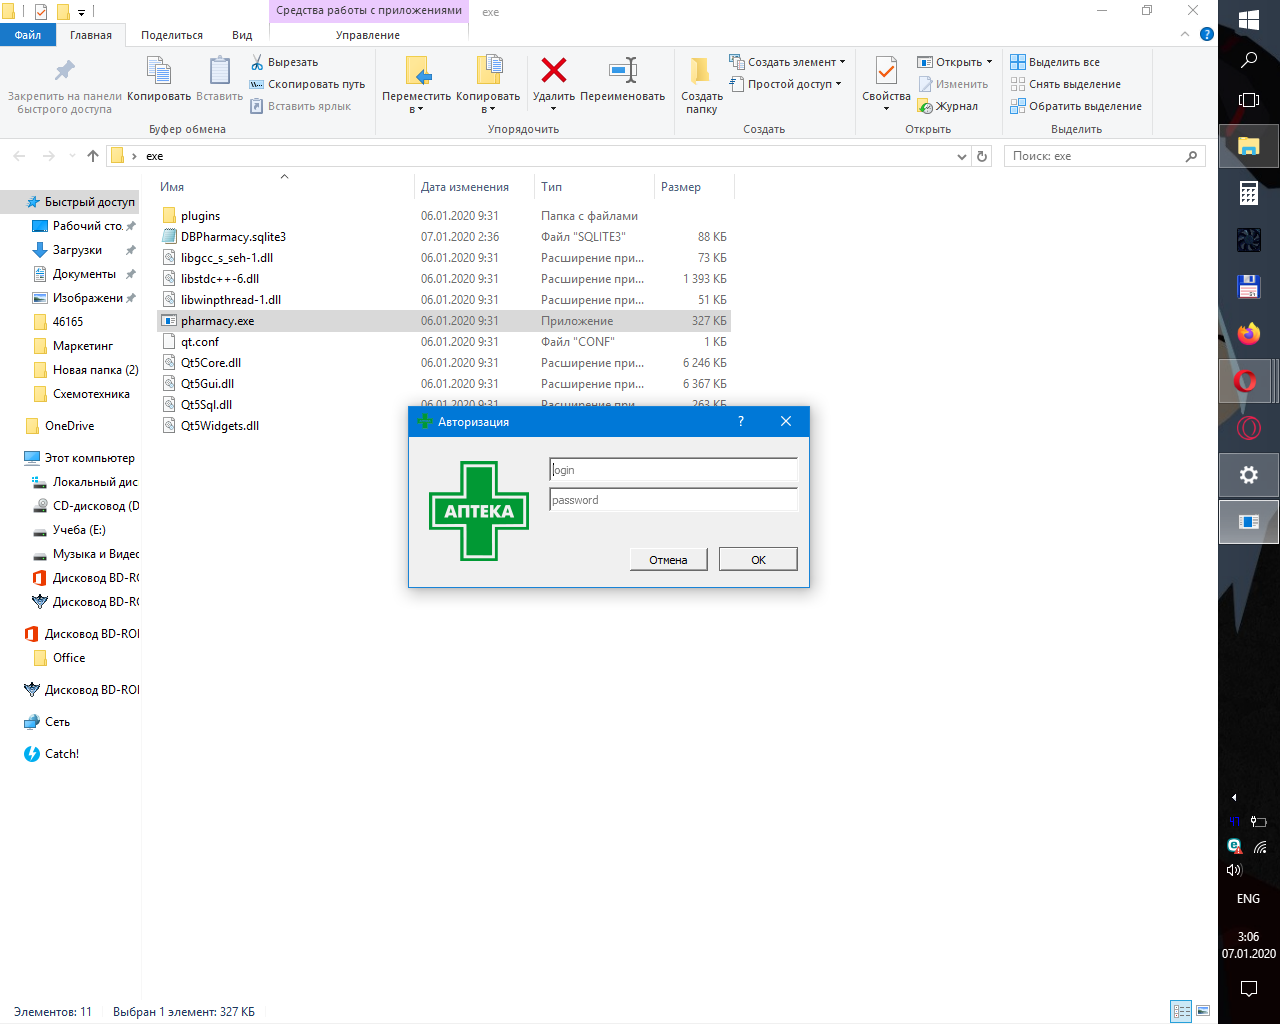 Средства работы с приложениями
exe
Файл
Главная
Поделиться
Вид
Управление
Закрепить на панели быстрого доступа
Копировать
Вставить
Вырезать
Скопировать путь
Вставить ярлык
Буфер обмена
Переместить в
Копировать в
Удалить
Переименовать
Упорядочить
Создать папку
Создать элемент
Простой доступ
Создать
Свойства
Открыть
Изменить
Журнал
Открыть
Выделить все
Снять выделение
Обратить выделение
Выделить
exe
Поиск: exe
Имя
Дата изменения
Тип
Размер
plugins 06.01.2020 9:31 Папка с файлами
DBPharmacy.sqlite3 07.01.2020 2:36 Файл "SQLITE3" 88 КБ
libgcc_s_seh-1.dll 06.01.2020 9:31 Расширение при... 73 КБ
libstdc++-6.dll 06.01.2020 9:31 Расширение при... 1 393 КБ
libwinpthread-1.dll 06.01.2020 9:31 Расширение при... 51 КБ
pharmacy.exe 06.01.2020 9:31 Приложение 327 КБ
qt.conf 06.01.2020 9:31 Файл "CONF" 1 КБ
Qt5Core.dll 06.01.2020 9:31 Расширение при... 6 246 КБ
Qt5Gui.dll 06.01.2020 9:31 Расширение при... 6 367 КБ
Qt5Sql.dll 06.01.2020 9:31 Расширение при... 263 КБ
Qt5Widgets.dll
Быстрый доступ
Рабочий сто.
Загрузки
Документы
Изображени
46165
Маркетинг
Новая папка (2)
Схемотехника
OneDrive
Этот компьютер
Локальный дис
CD-дисковод (D
Учеба (E:)
Музыка и Видес
Дисковод BD-RC
Дисковод BD-RC
Дисковод BD-ROI
Office
Дисковод BD-ROI
Сеть
Catch!
Авторизация
?
АПТЕКА
login
password
Отмена
OK
Элементов: 11
Выбран 1 элемент: 327 КБ
ENG
3:06
07.01.2020